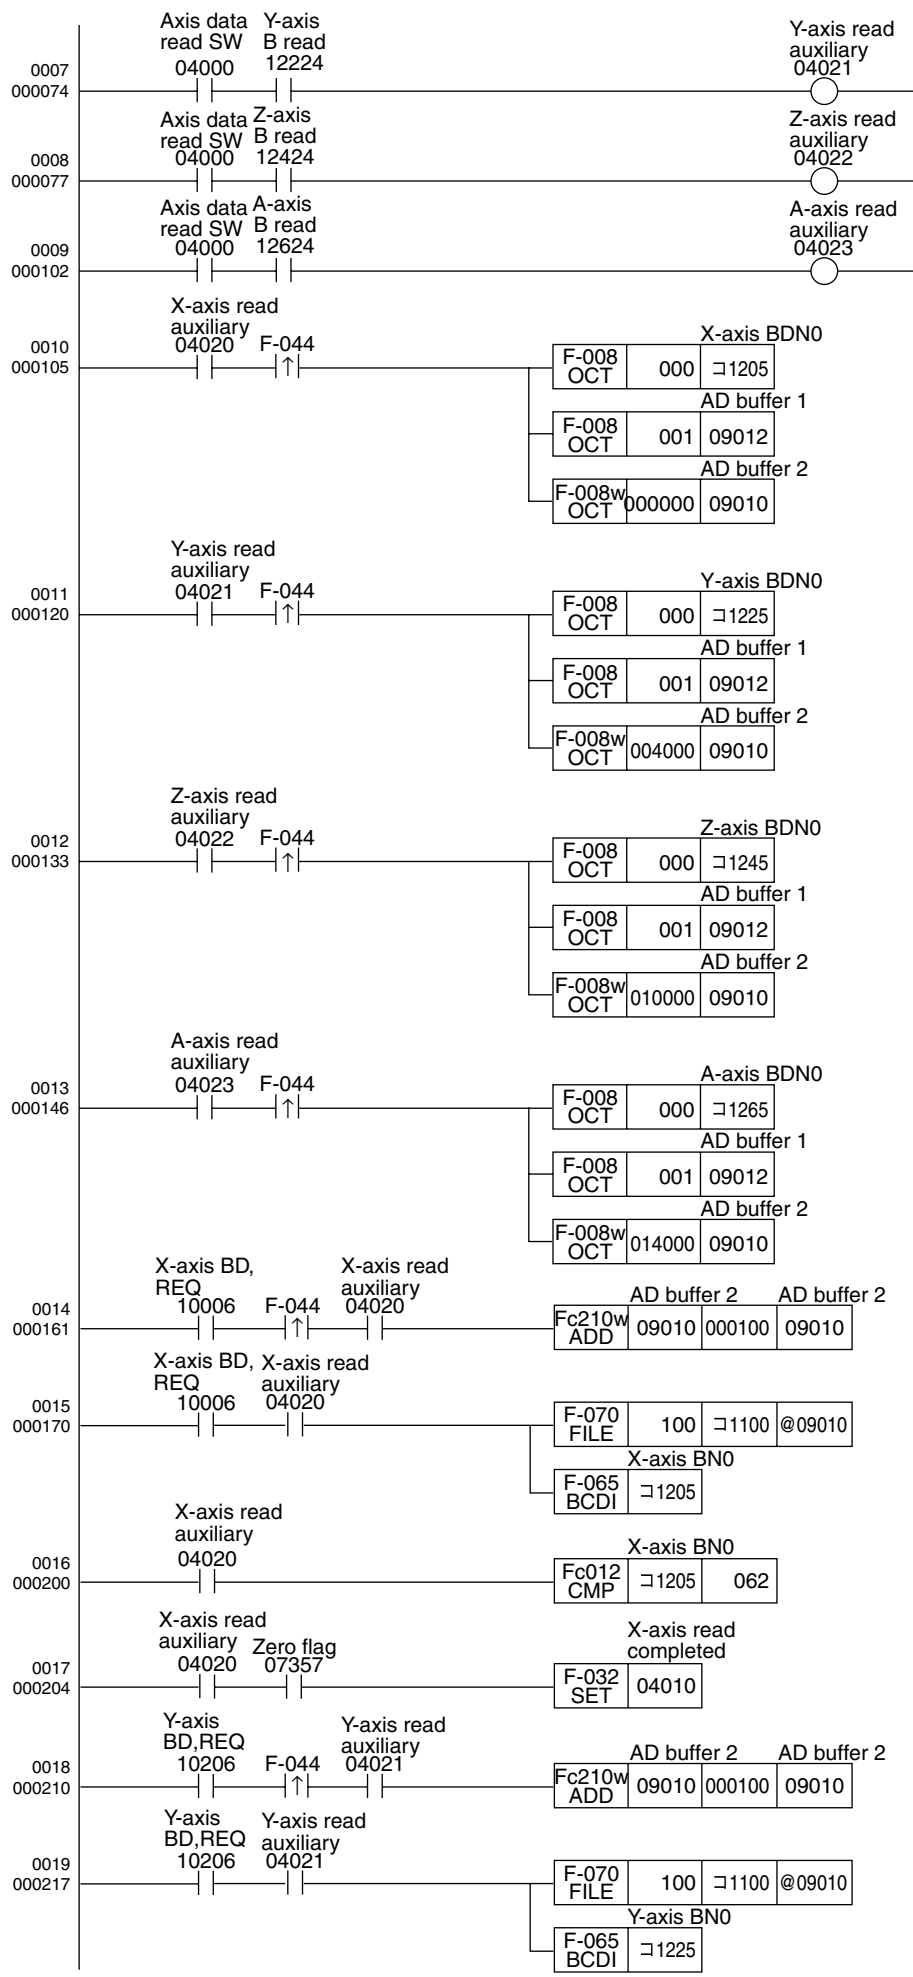 Axis data Y-axis
read SW B read
04000 12224
Y-axis read
auxiliary
04021
0007
000074
Axis data Z-axis
read SW B read
04000 12424
Z-axis read
auxiliary
04022
0008
000077
Axis data A-axis
read SW B read
04000 12624
A-axis read
auxiliary
04023
0009
000102
X-axis read
auxiliary
04020 F-044
↑
0010
000105
X-axis BDN0
F-008 OCT 000 コ1205
AD buffer 1
F-008 OCT 001 09012
AD buffer 2
F-008w OCT 000000 09010
Y-axis read
auxiliary
04021 F-044
↑
0011
000120
Y-axis BDN0
F-008 OCT 000 コ1225
AD buffer 1
F-008 OCT 001 09012
AD buffer 2
F-008w OCT 004000 09010
Z-axis read
auxiliary
04022 F-044
↑
0012
000133
Z-axis BDN0
F-008 OCT 000 コ1245
AD buffer 1
F-008 OCT 001 09012
AD buffer 2
F-008w OCT 010000 09010
A-axis read
auxiliary
04023 F-044
↑
0013
000146
A-axis BDN0
F-008 OCT 000 コ1265
AD buffer 1
F-008 OCT 001 09012
AD buffer 2
F-008w OCT 014000 09010
X-axis BD, X-axis read
REQ auxiliary
10006 F-044 04020
↑
0014
000161
AD buffer 2 AD buffer 2
Fc210w ADD 09010 000100 09010
X-axis BD, X-axis read
REQ auxiliary
10006 04020
0015
000170
F-070 FILE 100 コ1100 @09010
X-axis BN0
F-065 BCDI コ1205
X-axis read
auxiliary
04020
0016
000200
X-axis BN0
Fc012 CMP コ1205 062
X-axis read
auxiliary Zero flag
04020 07357
0017
000204
X-axis read
completed
F-032 SET 04010
Y-axis Y-axis read
BD,REQ auxiliary
10206 F-044 04021
↑
0018
000210
AD buffer 2 AD buffer 2
Fc210w ADD 09010 000100 09010
Y-axis Y-axis read
BD,REQ auxiliary
10206 04021
0019
000217
F-070 FILE 100 コ1100 @09010
Y-axis BN0
F-065 BCDI コ1225